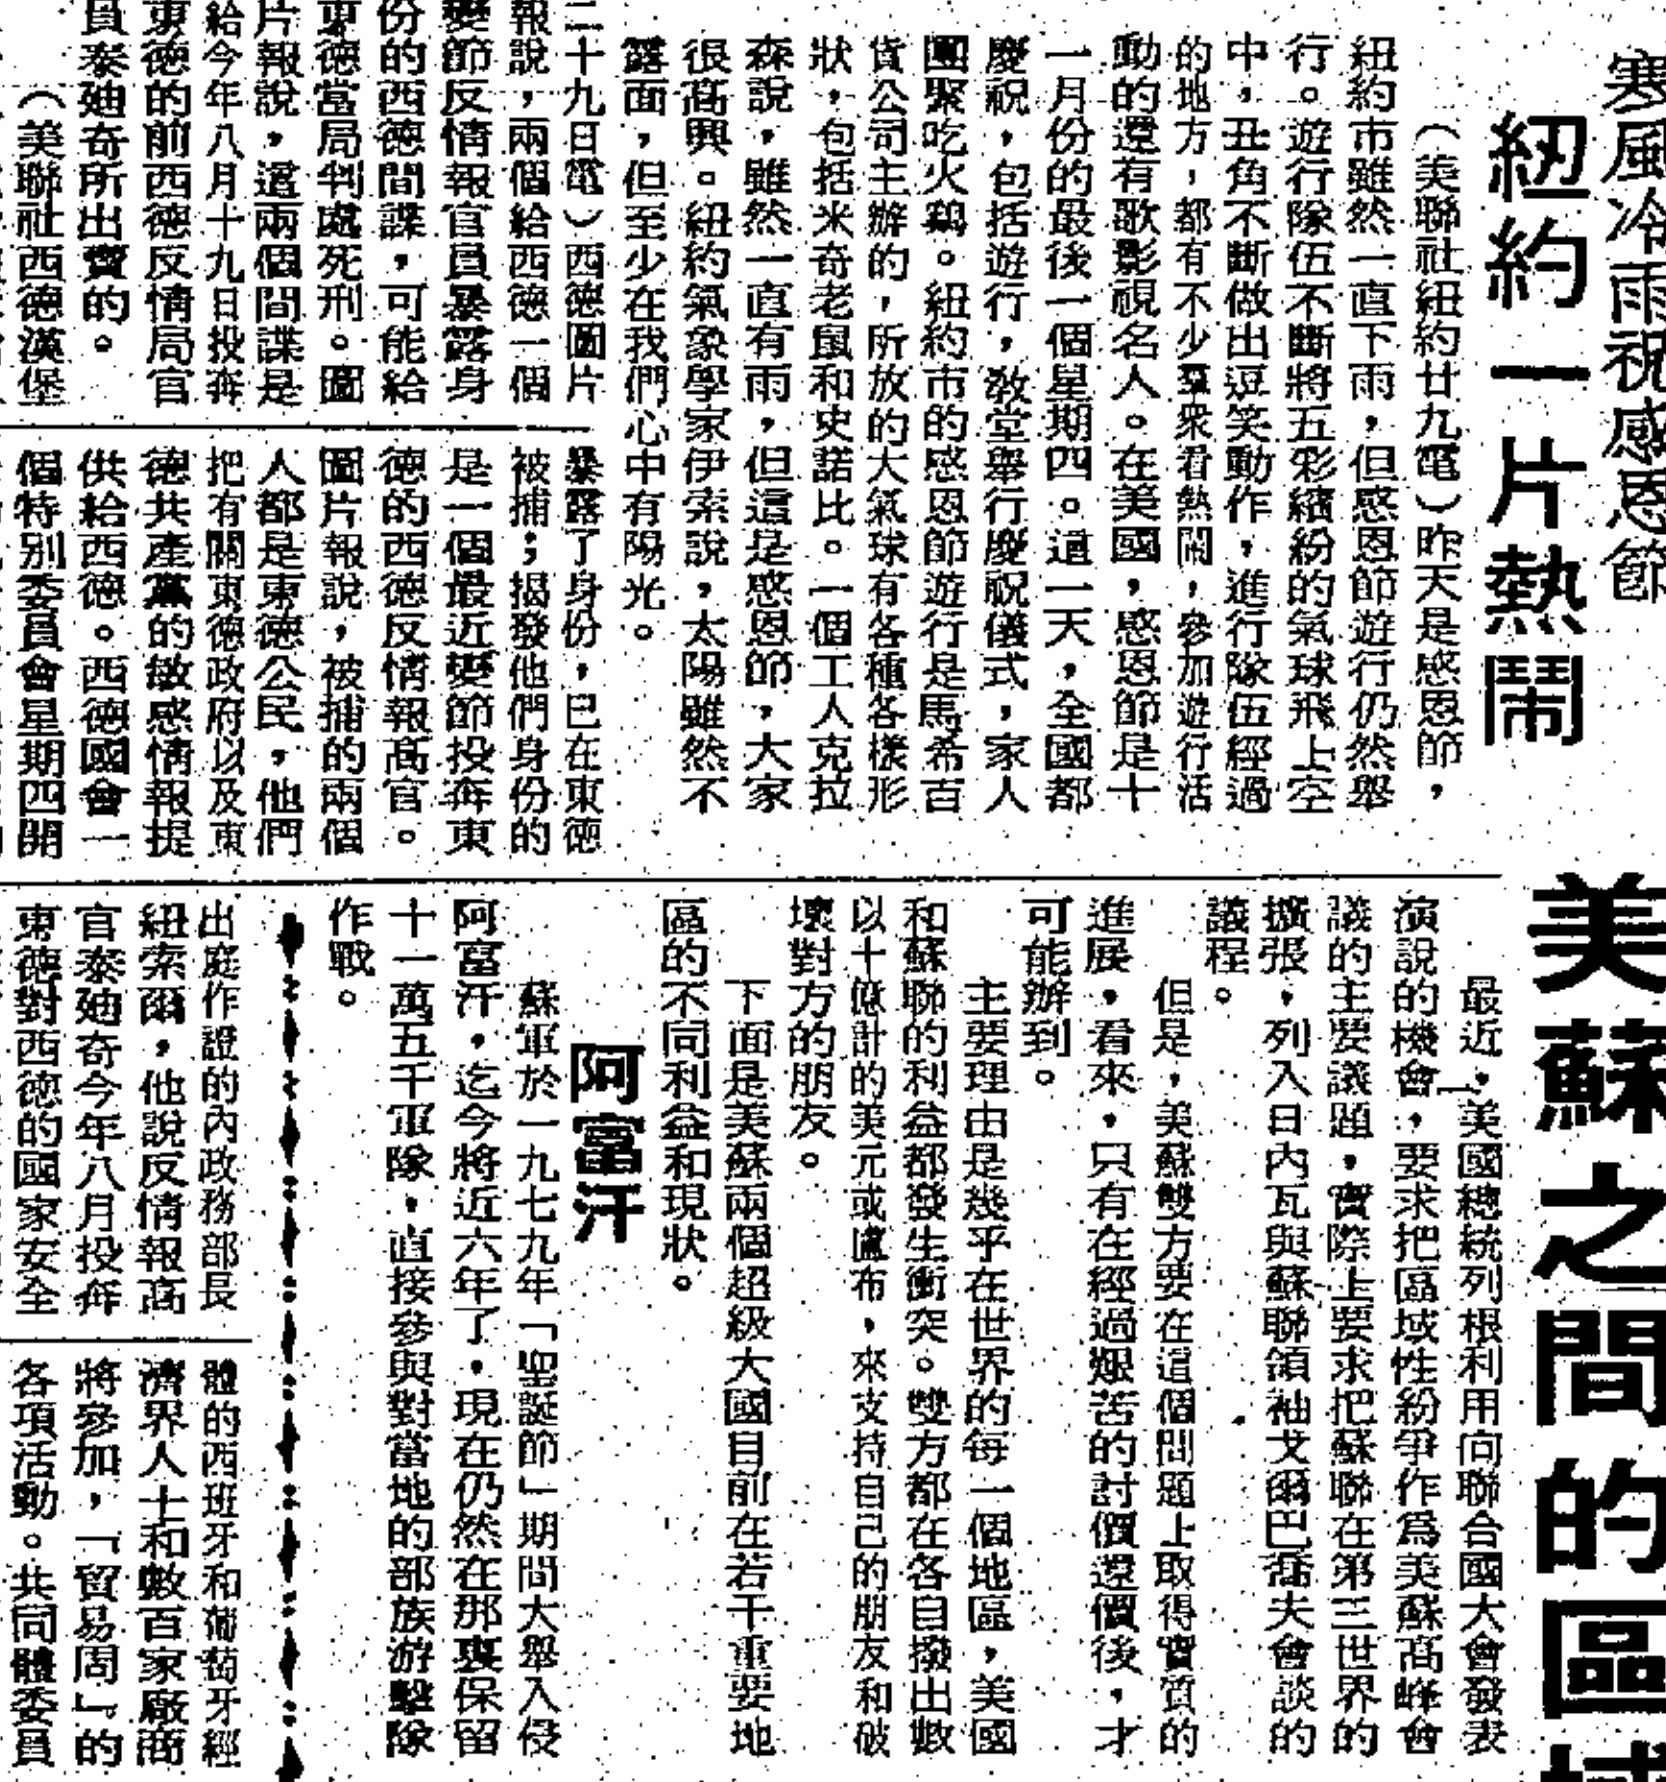 寒風冷雨祝感恩節
紐約一片熱鬧
（美聯社紐約廿九電）昨天是感恩節，
紐約市雖然一直下雨，但感恩節遊行仍然舉
行。遊行隊伍不斷將五彩繽紛的氣球飛上空
中，丑角不斷做出逗笑動作，進行隊伍經過
的地方，都有不少羣衆看熱鬧，參加遊行活
動的還有歌影視名人。在美國，感恩節是十
一月份的最後一個星期四。這一天，全國都
慶祝，包括遊行，敎堂舉行慶祝儀式，家人
團聚吃火鷄。紐約市的感恩節遊行是馬希百
貨公司主辦的，所放的大氣球有各種各樣形
狀，包括米奇老鼠和史諾比。一個工人克拉
森說，雖然一直有雨，但這是感恩節，大家
很高興。紐約氣象學家伊索說，太陽雖然不
露面，但至少在我們心中有陽光。
二十九日電）西德圖片
報說，兩個給西德一個
變節反情報官員暴露身
份的西德間諜，可能給
東德當局判處死刑。圖
片報說，這兩個間諜是
給今年八月十九日投奔
東德的前西德反情局官
員泰廸奇所出賣的。
（美聯社西德漢堡
暴露了身份，已在東德
被捕；揭發他們身份的
是一個最近變節投奔東
德的西德反情報高官。
圖片報說，被捕的兩個
人都是東德公民，他們
把有關東德政府以及東
德共產黨的敏感情報提
供給西德。西德國會一
個特別委員會星期四開
美蘇之間的區
最近，美國總統列根利用向聯合國大會發表
演說的機會，要求把區域性紛爭作爲美蘇高峰會
議的主要議題，實際上要求把蘇聯在第三世界的
擴張，列入日內瓦與蘇聯領袖戈爾巴喬夫會談的
議程。
但是，美蘇雙方要在這個問題上取得實質的
進展，看來，只有在經過艱苦的討價還價後，才
可能辦到。
主要理由是幾乎在世界的每一個地區，美國
和蘇聯的利益都發生衝突。雙方都在各自撥出數
以十億計的美元或盧布，來支持自己的朋友和破
壞對方的朋友。
下面是美蘇兩個超級大國目前在若干重要地
區的不同利益和現狀。
阿富汗
蘇軍於一九七九年「聖誕節」期間大舉入侵
阿富汗，迄今將近六年了，現在仍然在那裏保留
十一萬五千軍隊，直接參與對當地的部族游擊隊
作戰。
出庭作證的內政務部長
紐索爾，他說反情報高
官泰廸奇今年八月投奔
東德對西德的國家安全
體的西班牙和葡萄牙經
濟界人士和數百家廠商
將參加，「貿易周」的
各項活動。共同體委員